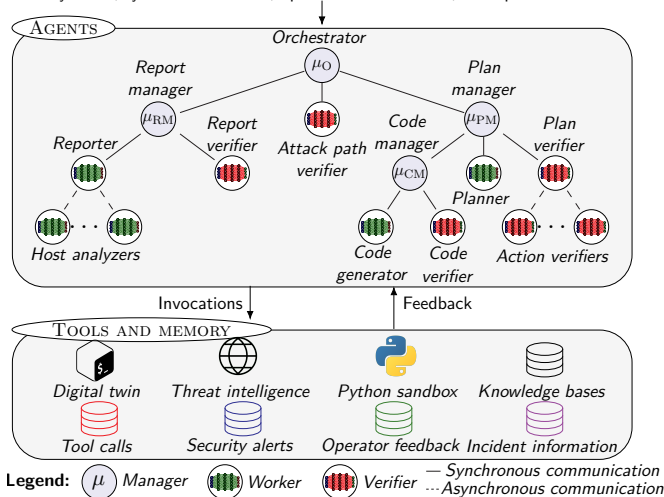 AGENTS
Orchestrator
μO
Report
manager
Plan
manager
μRM
Reporter
Report
verifier
Attack path
verifier
Code
manager
μPM
Plan
verifier
μCM
Planner
Host analyzers
Code
generator
Code
verifier
Action verifiers
Invocations
Feedback
TOOLS AND MEMORY
Digital twin
Threat intelligence
Python sandbox
Knowledge bases
Tool calls
Security alerts
Operator feedback
Incident information
Legend: μ Manager Worker Verifier — Synchronous communication
---Asynchronous communication